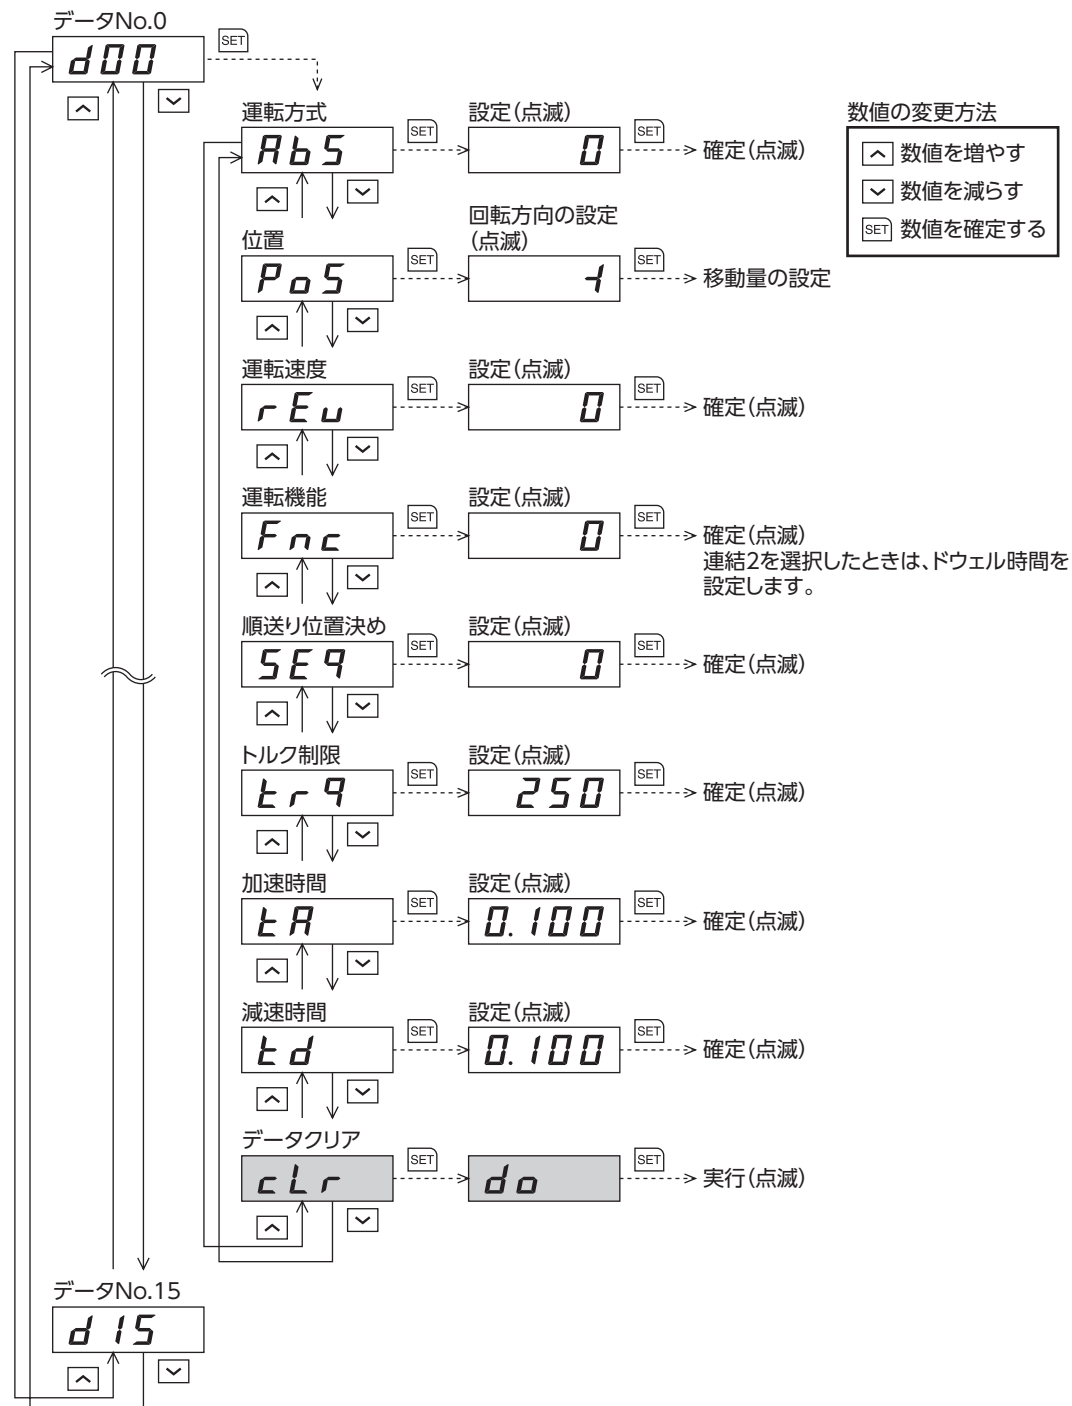 データNo.0
d00
SET
運転方式
AbS
SET
設定(点滅)
0
SET
確定(点滅)
数値の変更方法
数値を増やす
数値を減らす
SET 数値を確定する
位置
PoS
SET
回転方向の設定
(点滅)
-1
SET
移動量の設定
運転速度
rEv
SET
設定(点滅)
0
SET
確定(点滅)
運転機能
Fnc
SET
設定(点滅)
0
SET
確定(点滅)
連結2を選択したときは、ドウェル時間を
設定します。
順送り位置決め
SEq
SET
設定(点滅)
0
SET
確定(点滅)
トルク制限
trq
SET
設定(点滅)
250
SET
確定(点滅)
加速時間
tA
SET
設定(点滅)
0.100
SET
確定(点滅)
減速時間
td
SET
設定(点滅)
0.100
SET
確定(点滅)
データクリア
cLr
SET
do
SET
実行(点滅)
データNo.15
d15